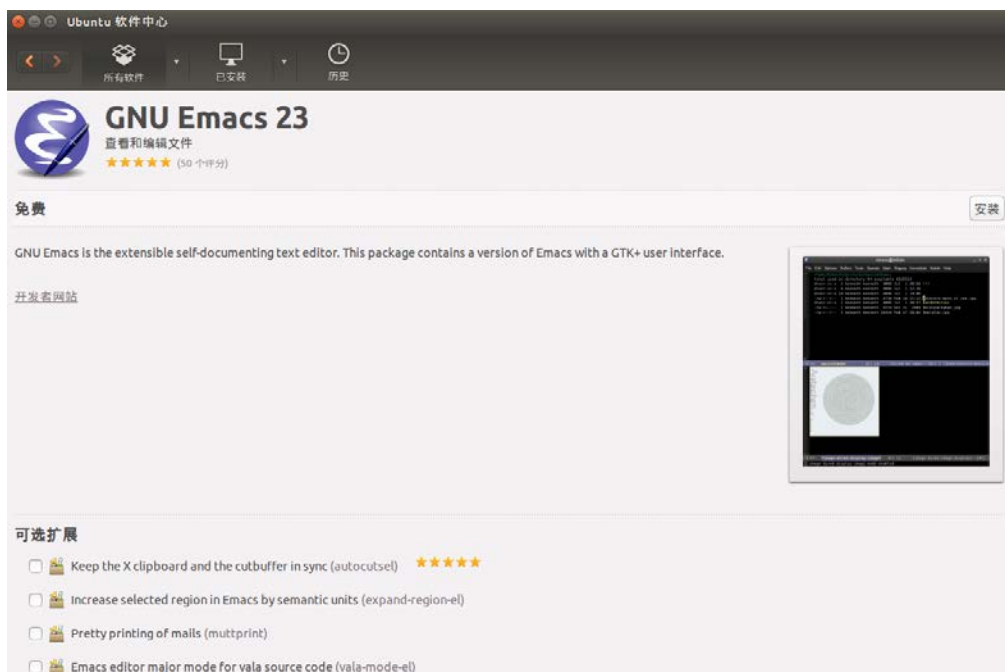 Ubuntu 软件中心
所有软件
已安装
历史
GNU Emacs 23
查看和编辑文件
(50 个评分)
免费
安装
GNU Emacs is the extensible self-documenting text editor. This package contains a version of Emacs with a GTK+ user interface.
开发者网站
可选扩展
Keep the X clipboard and the cutbuffer in sync (autocutsel)
Increase selected region in Emacs by semantic units (expand-region-el)
Pretty printing of mails (muttprint)
Emacs editor major mode for vala source code (vala-mode-el)